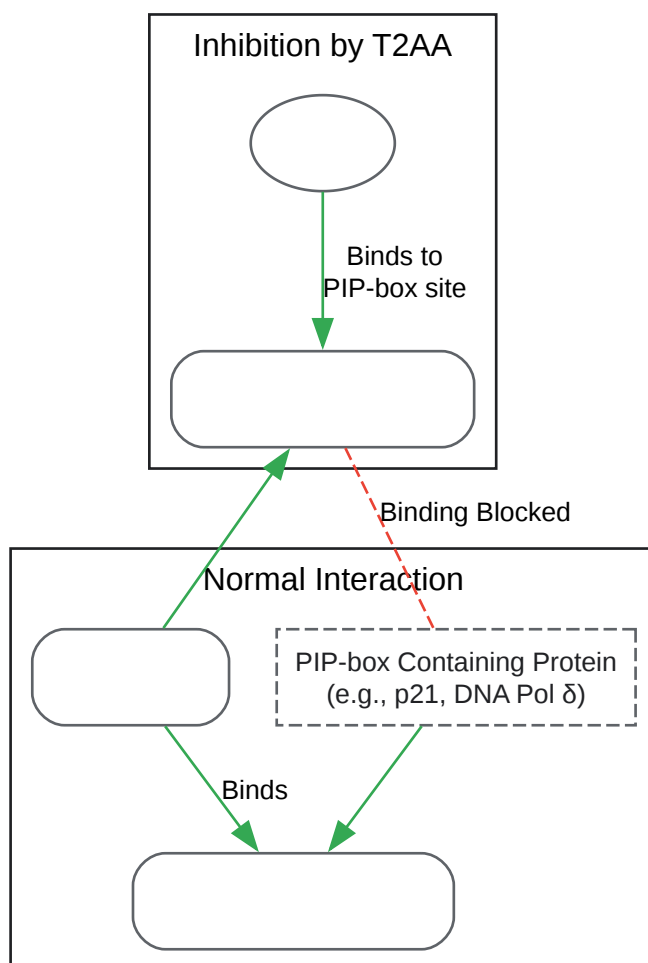 Inhibition by T2AA
Binds to
PIP-box site
Binding Blocked
Normal Interaction
PIP-box Containing Protein
(e.g., p21, DNA Pol δ)
Binds